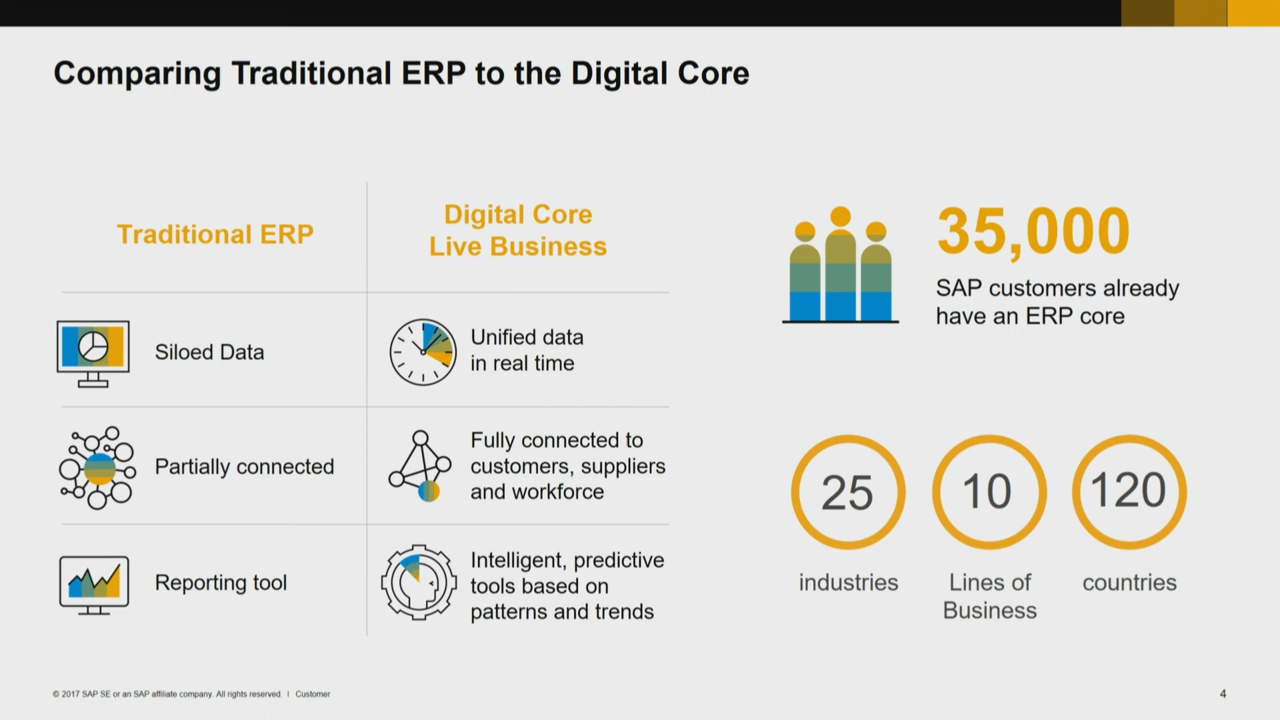 Comparing Traditional ERP to the Digital Core
Traditional ERP
Digital Core
Live Business
Siloed Data
Unified data
in real time
Partially connected
Fully connected to
customers, suppliers
and workforce
Reporting tool
Intelligent, predictive
tools based on
patterns and trends
35,000
SAP customers already
have an ERP core
25
industries
10
Lines of
Business
120
countries
© 2017 SAP SE or an SAP affiliate company. All rights reserved. I Customer
4